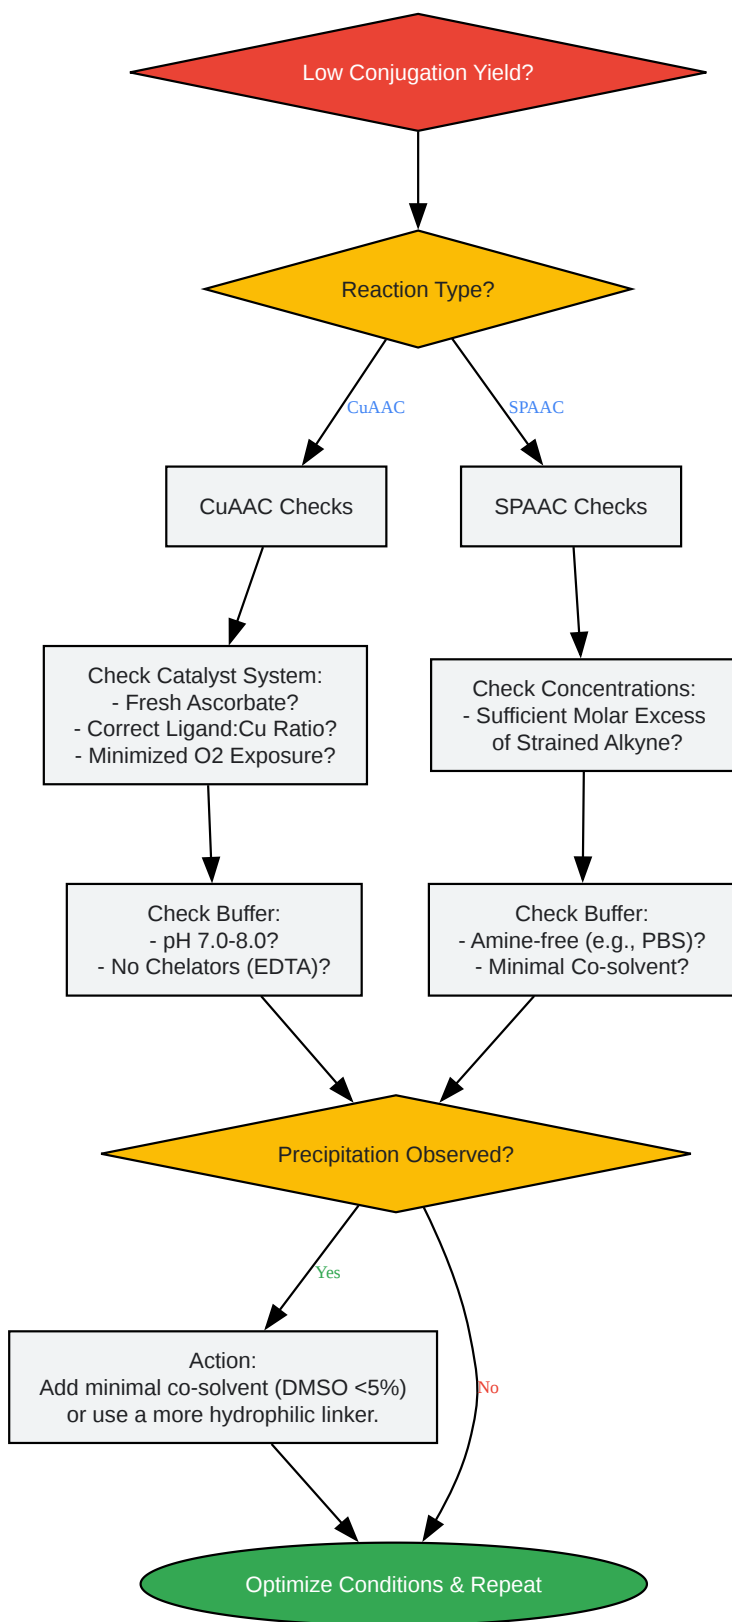 Low Conjugation Yield?
Reaction Type?
CuAAC
SPAAC
CuAAC Checks
SPAAC Checks
Check Catalyst System:
- Fresh Ascorbate?
- Correct Ligand:Cu Ratio?
- Minimized O2 Exposure?
Check Concentrations:
- Sufficient Molar Excess
of Strained Alkyne?
Check Buffer:
- pH 7.0-8.0?
- No Chelators (EDTA)?
Check Buffer:
- Amine-free (e.g., PBS)?
- Minimal Co-solvent?
Precipitation Observed?
Yes
Action:
Add minimal co-solvent (DMSO <5%)
or use a more hydrophilic linker.
No
Optimize Conditions & Repeat